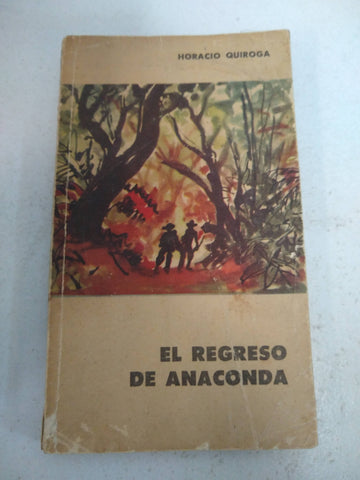 HORACIO QUIROGA
EL REGRESO
DE ANACONDA